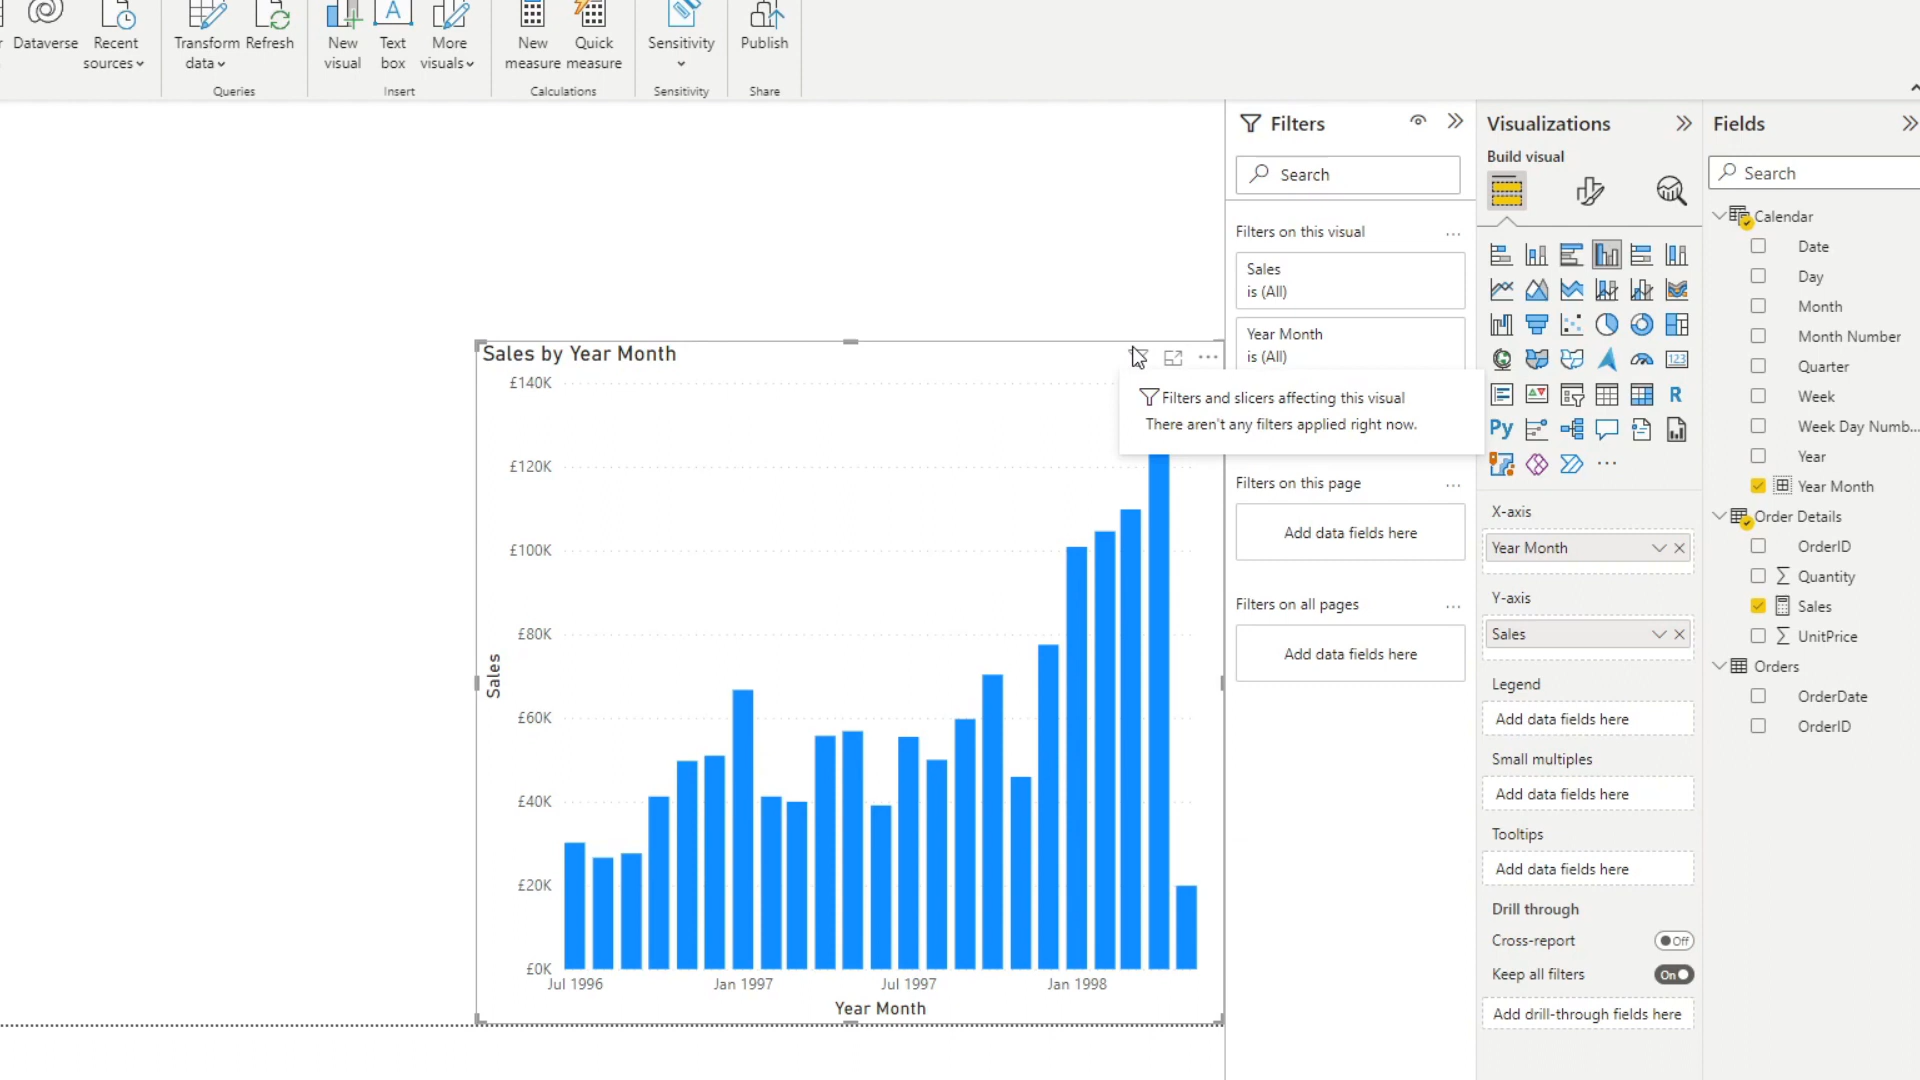 Dataverse
Recent
sources
Transform
data
Refresh
Queries
New
visual
Text
box
More
visuals
Insert
New
measure
Quick
measure
Calculations
Sensitivity
Sensitivity
Publish
Share
Filters
Search
Filters on this visual
...
Sales
is (All)
Year Month
is (All)
Filters and slicers affecting this visual
There aren't any filters applied right now.
Filters on this page
...
Add data fields here
Filters on all pages
...
Add data fields here
Sales by Year Month
£140K
£120K
£100K
£80K
£60K
£40K
£20K
£0K
Sales
Jul 1996
Jan 1997
Jul 1997
Jan 1998
Year Month
Visualizations
Build visual
123
R
Py
...
X-axis
Year Month
Y-axis
Sales
Legend
Add data fields here
Small multiples
Add data fields here
Tooltips
Add data fields here
Drill through
Cross-report
Off
Keep all filters
On
Add drill-through fields here
Fields
Search
Calendar
Date
Day
Month
Month Number
Quarter
Week
Week Day Numb...
Year
Year Month
Order Details
OrderID
Quantity
Sales
UnitPrice
Orders
OrderDate
OrderID